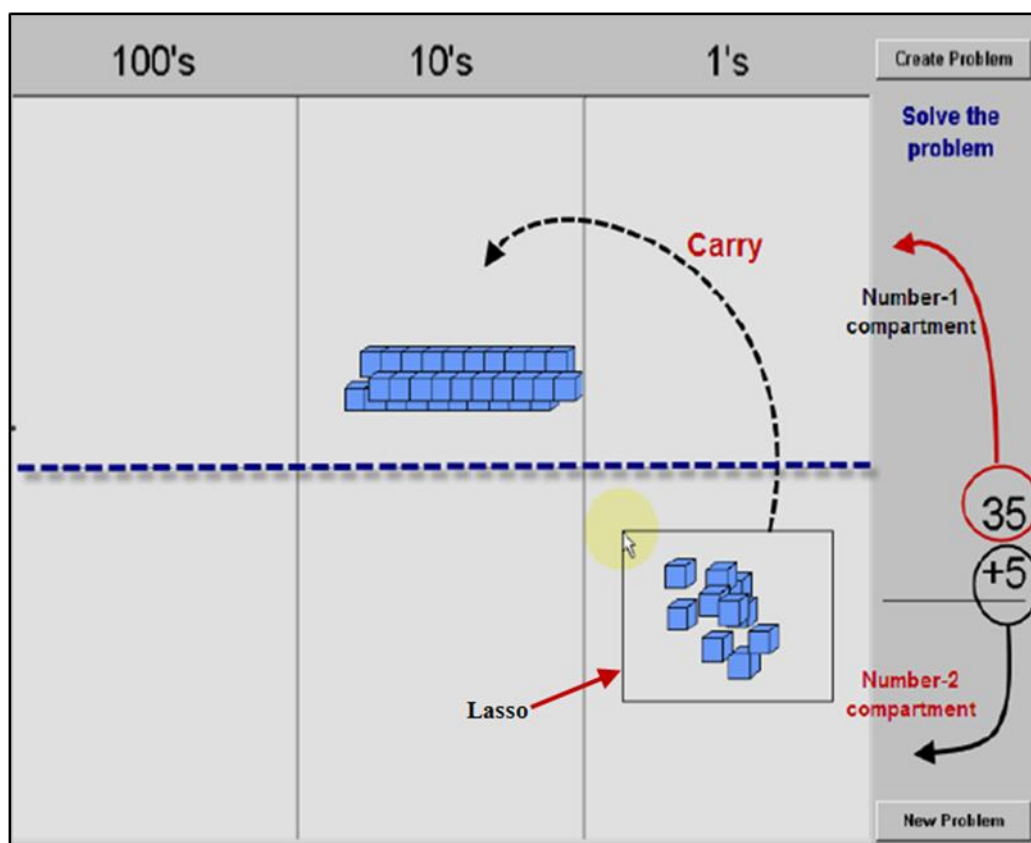 100's
10's
1's
Create Problem
Solve the
problem
Carry
Number-1
compartment
35
+5
Lasso
Number-2
compartment
New Problem